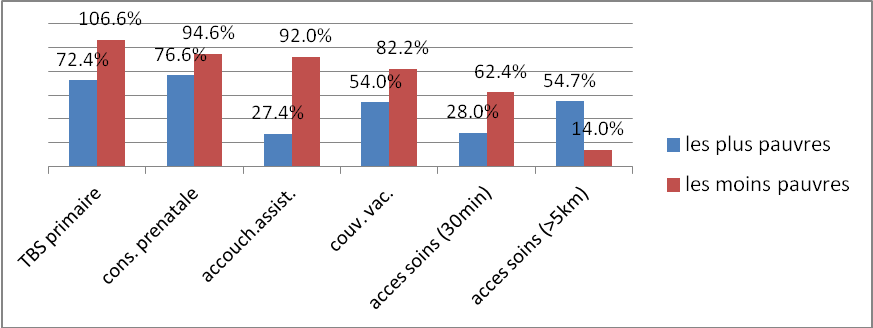 106.6%
72.4%
94.6%
76.6%
92.0%
27.4%
82.2%
54.0%
62.4%
28.0%
54.7%
14.0%
TBS primaire
cons. prenatale
accouch.assist.
couv. vac.
acces soins (30min)
acces soins (>5km)
les plus pauvres
les moins pauvres